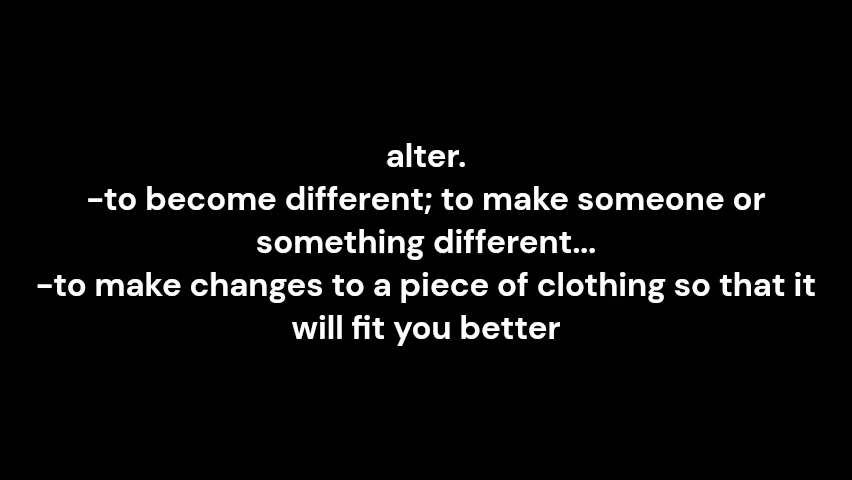 alter.
-to become different; to make someone or
something different...
-to make changes to a piece of clothing so that it
will fit you better